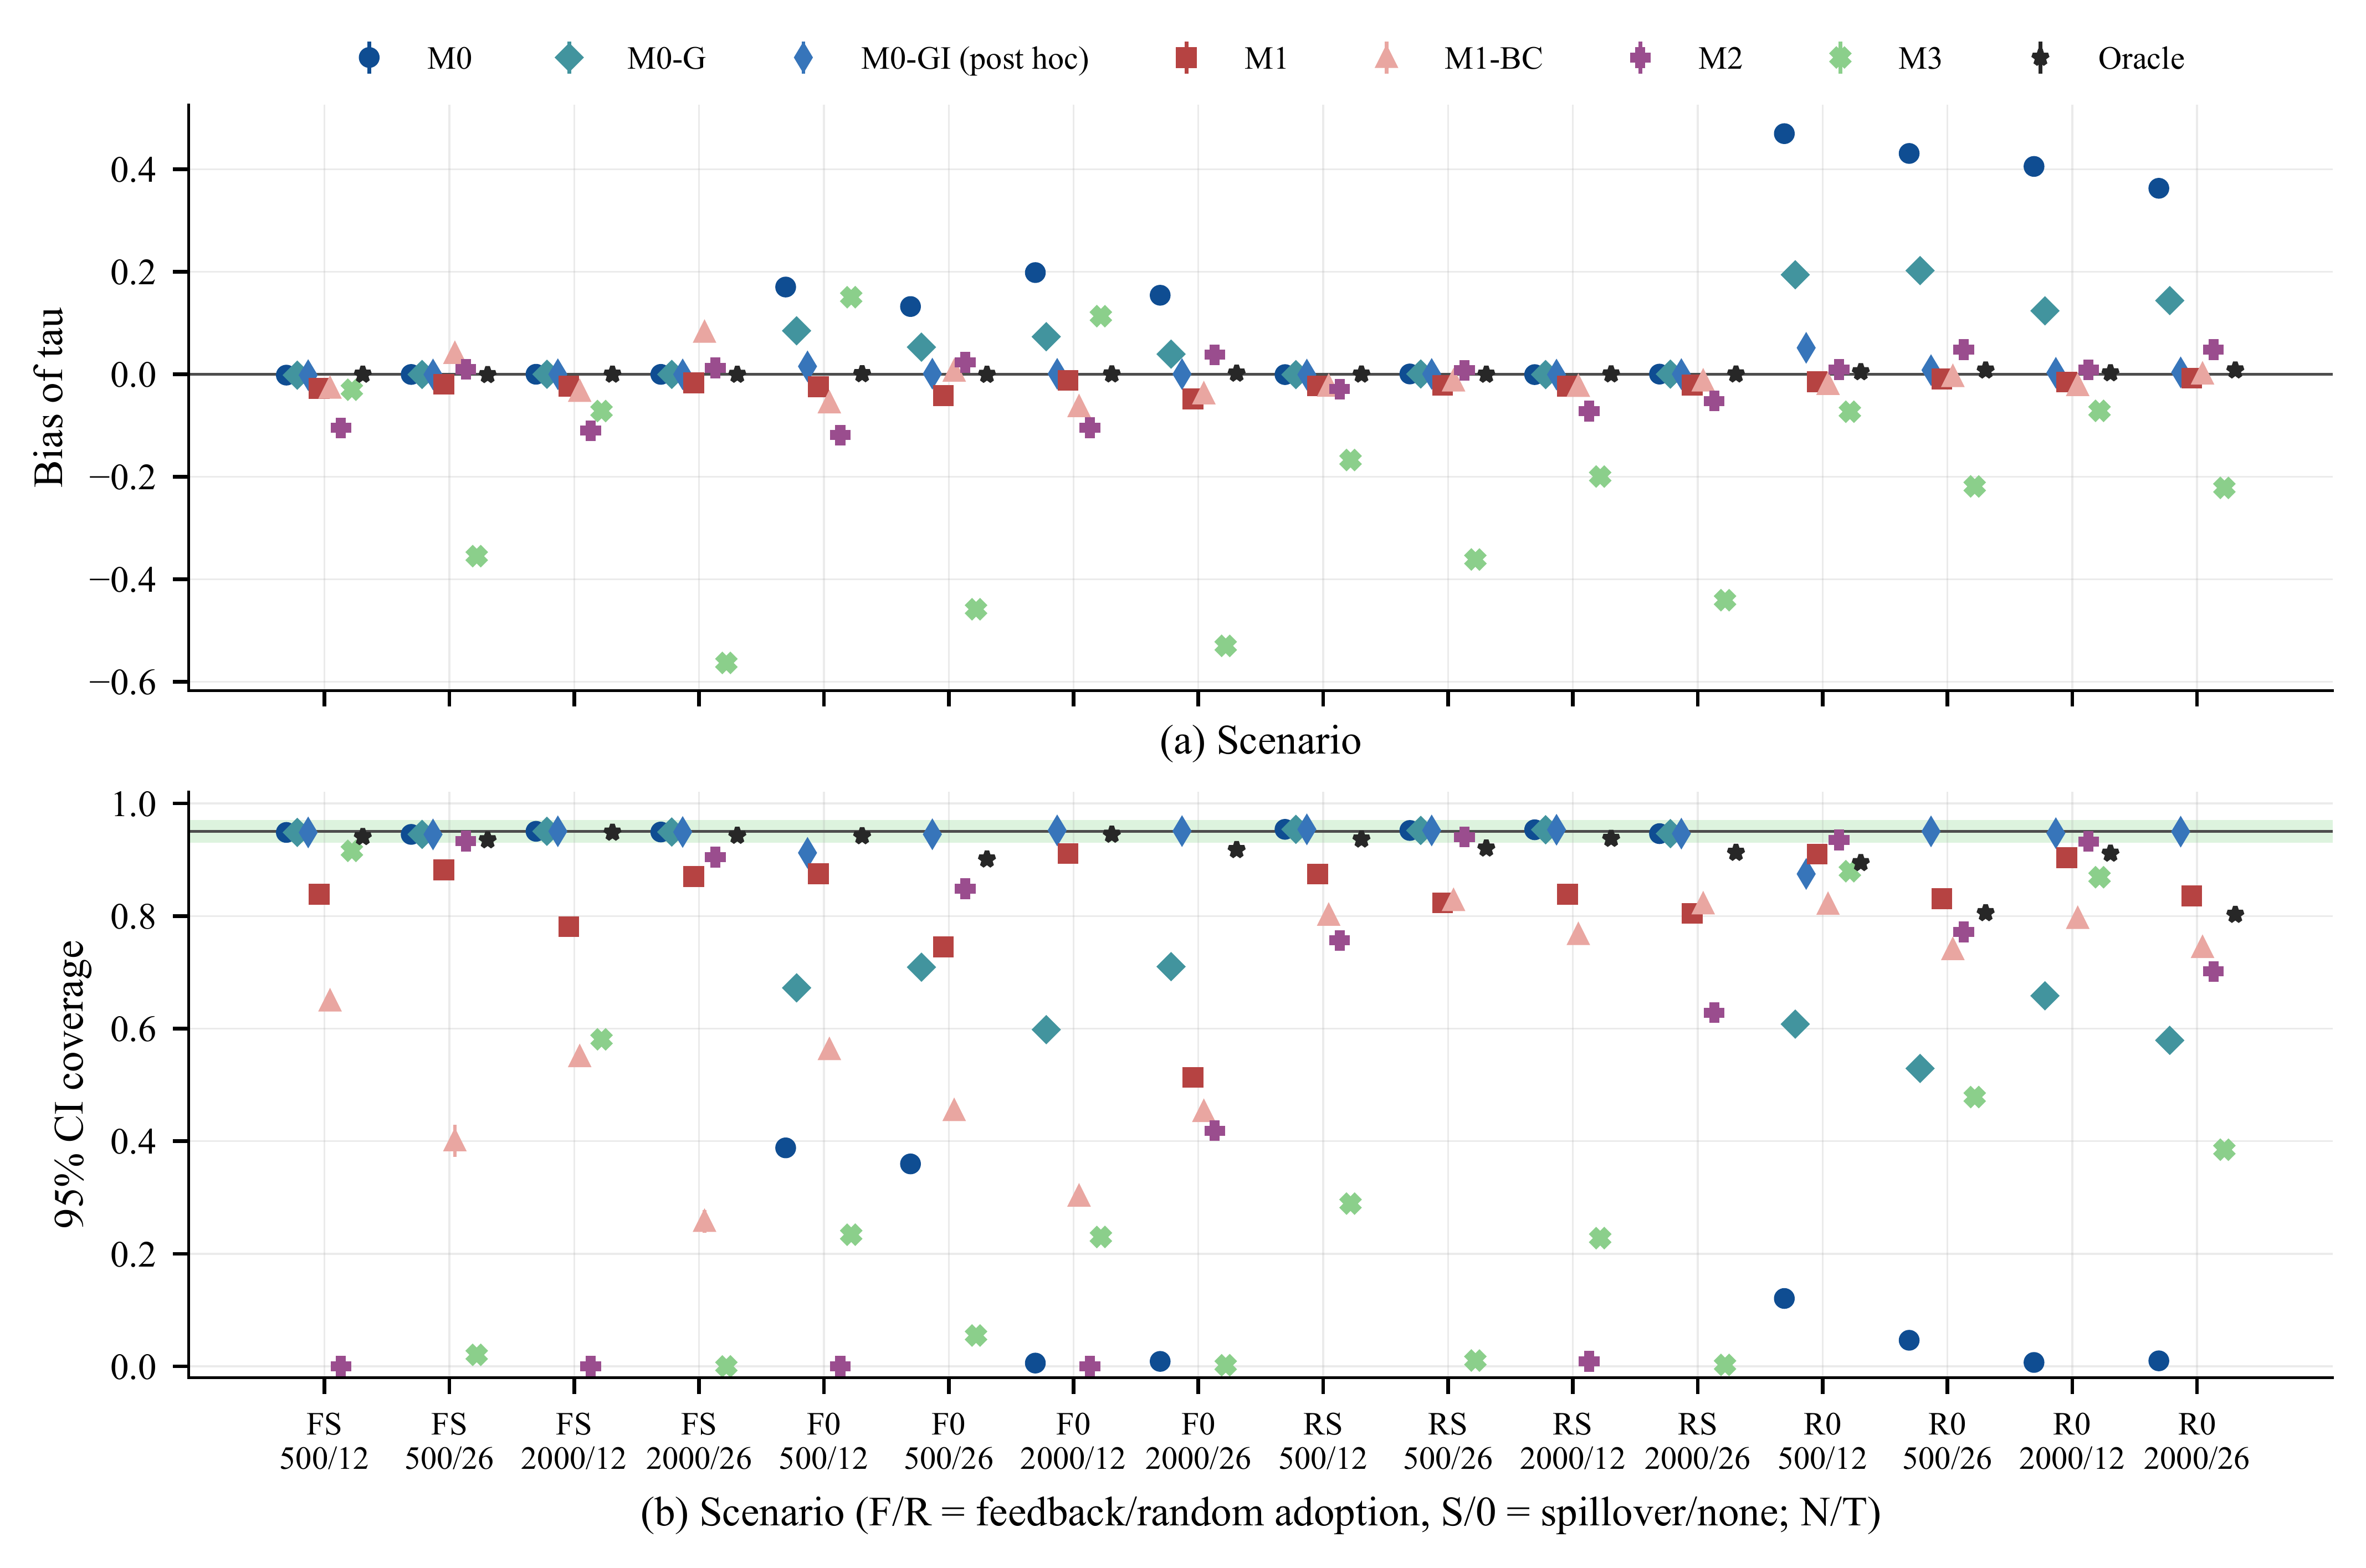 M0 M0-G M0-GI (post hoc) M1 M1-BC M2 M3 Oracle
Bias of tau
0.4
0.2
0.0
−0.2
−0.4
−0.6
(a) Scenario
95% CI coverage
1.0
0.8
0.6
0.4
0.2
0.0
FS FS FS FS F0 F0 F0 F0 RS RS RS RS R0 R0 R0 R0
500/12 500/26 2000/12 2000/26 500/12 500/26 2000/12 2000/26 500/12 500/26 2000/12 2000/26 500/12 500/26 2000/12 2000/26
(b) Scenario (F/R = feedback/random adoption, S/0 = spillover/none; N/T)